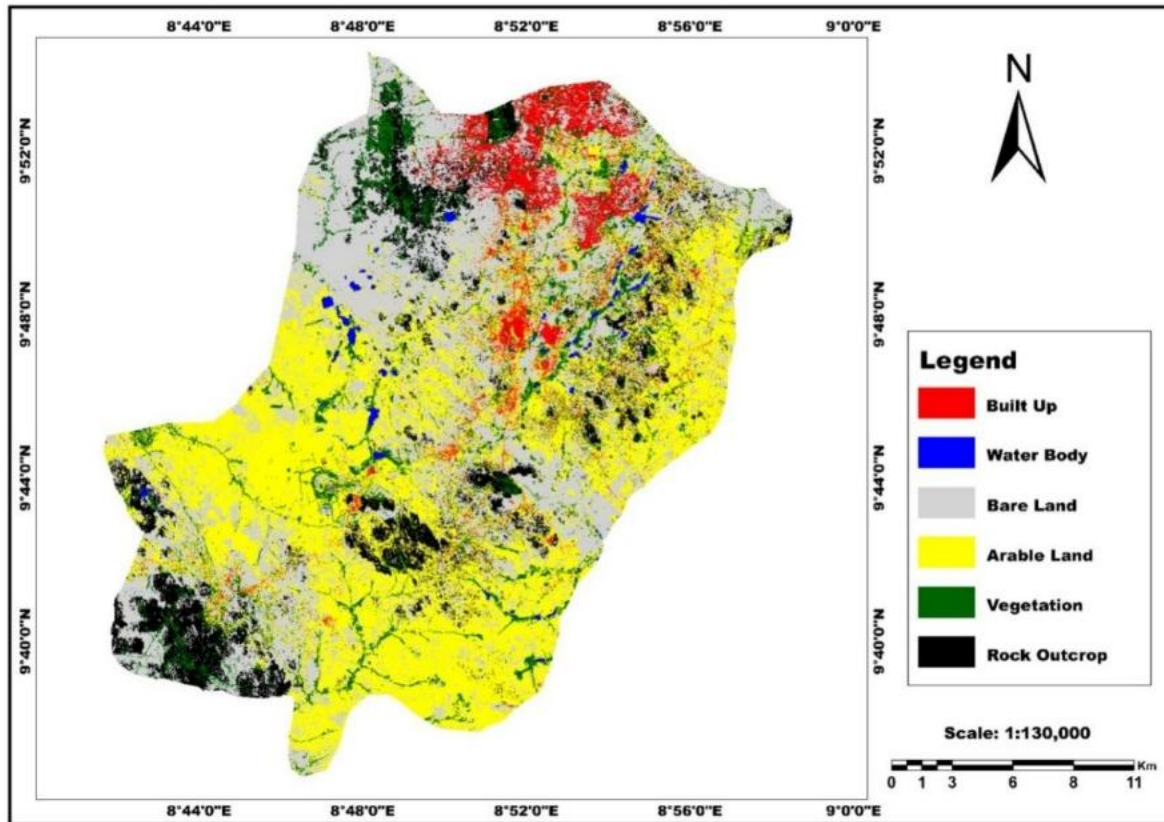 8°44'0"E 8°48'0"E 8°52'0"E 8°56'0"E 9°0'0"E
N
9°52'0"N 9°52'0"N
9°48'0"N 9°48'0"N
9°44'0"N 9°44'0"N
9°40'0"N 9°40'0"N
Legend
Built Up
Water Body
Bare Land
Arable Land
Vegetation
Rock Outcrop
Scale: 1:130,000
Km
0 1 3 6 8 11
8°44'0"E 8°48'0"E 8°52'0"E 8°56'0"E 9°0'0"E